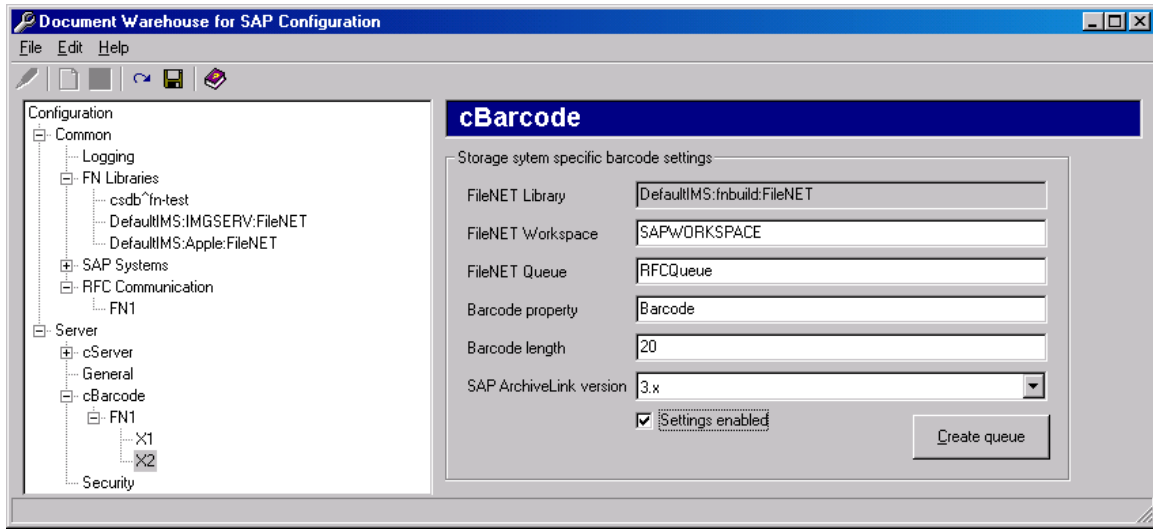 Document Warehouse for SAP Configuration
File Edit Help
Configuration
Common
Logging
FN Libraries
csdb^fn-test
DefaultIMS:IMGSERV:FileNET
DefaultIMS:Apple:FileNET
SAP Systems
RFC Communication
FN1
Server
cServer
General
cBarcode
FN1
X1
X2
Security
cBarcode
Storage sytem specific barcode settings
FileNET Library DefaultIMS:fnbuild:FileNET
FileNET Workspace SAPWORKSPACE
FileNET Queue RFCQueue
Barcode property Barcode
Barcode length 20
SAP ArchiveLink version 3.x
Settings enabled
Create queue